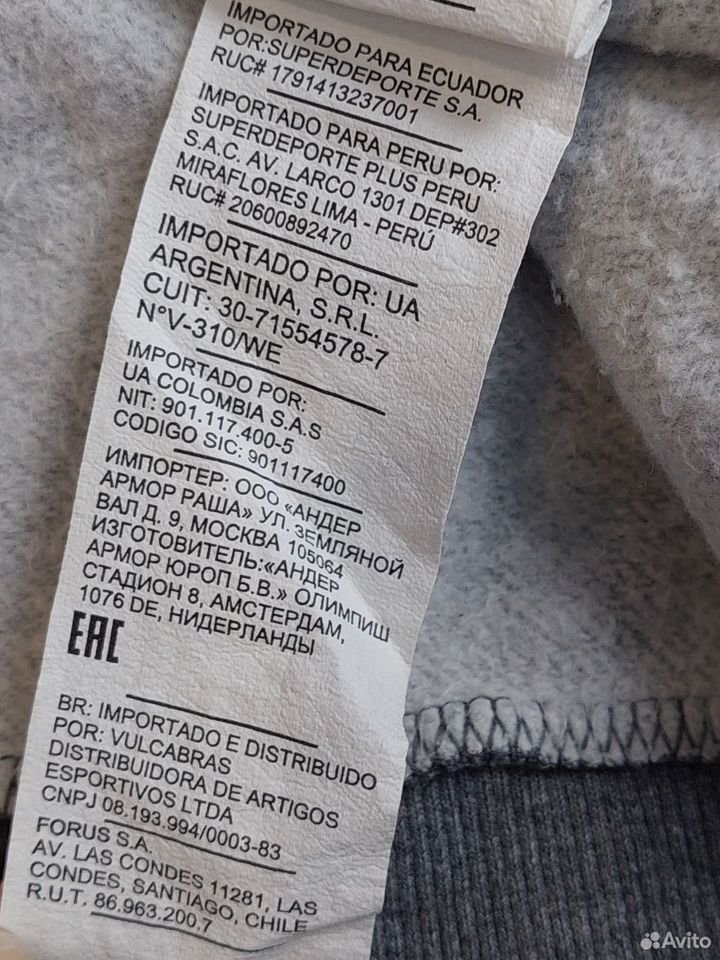 IMPORTADO PARA ECUADOR
POR:SUPERDEPORTE S.A.
RUC# 1791413237001
IMPORTADO PARA PERU POR:
SUPERDEPORTE PLUS PERU
S.A.C. AV. LARCO 1301 DEP#302
MIRAFLORES LIMA - PERÚ
RUC# 20600892470
IMPORTADO POR: UA
ARGENTINA, S.R.L.
CUIT: 30-71554578-7
N°V-310/WE
IMPORTADO POR:
UA COLOMBIA S.A.S
NIT: 901.117.400-5
CODIGO SIC: 901117400
ИМПОРТЕР: ООО «АНДЕР
АРМОР РАША» УЛ. ЗЕМЛЯНОЙ
ВАЛ Д. 9, МОСКВА 105064
ИЗГОТОВИТЕЛЬ:«АНДЕР
АРМОР ЮРОП Б.В.» ОЛИМПИШ
СТАДИОН 8, АМСТЕРДАМ,
1076 DE, НИДЕРЛАНДЫ
EAC
BR: IMPORTADO E DISTRIBUIDO
POR: VULCABRAS
DISTRIBUIDORA DE ARTIGOS
ESPORTIVOS LTDA
CNPJ 08.193.994/0003-83
FORUS S.A.
AV. LAS CONDES 11281, LAS
CONDES, SANTIAGO, CHILE
R.U.T. 86.963.200.7
Avito